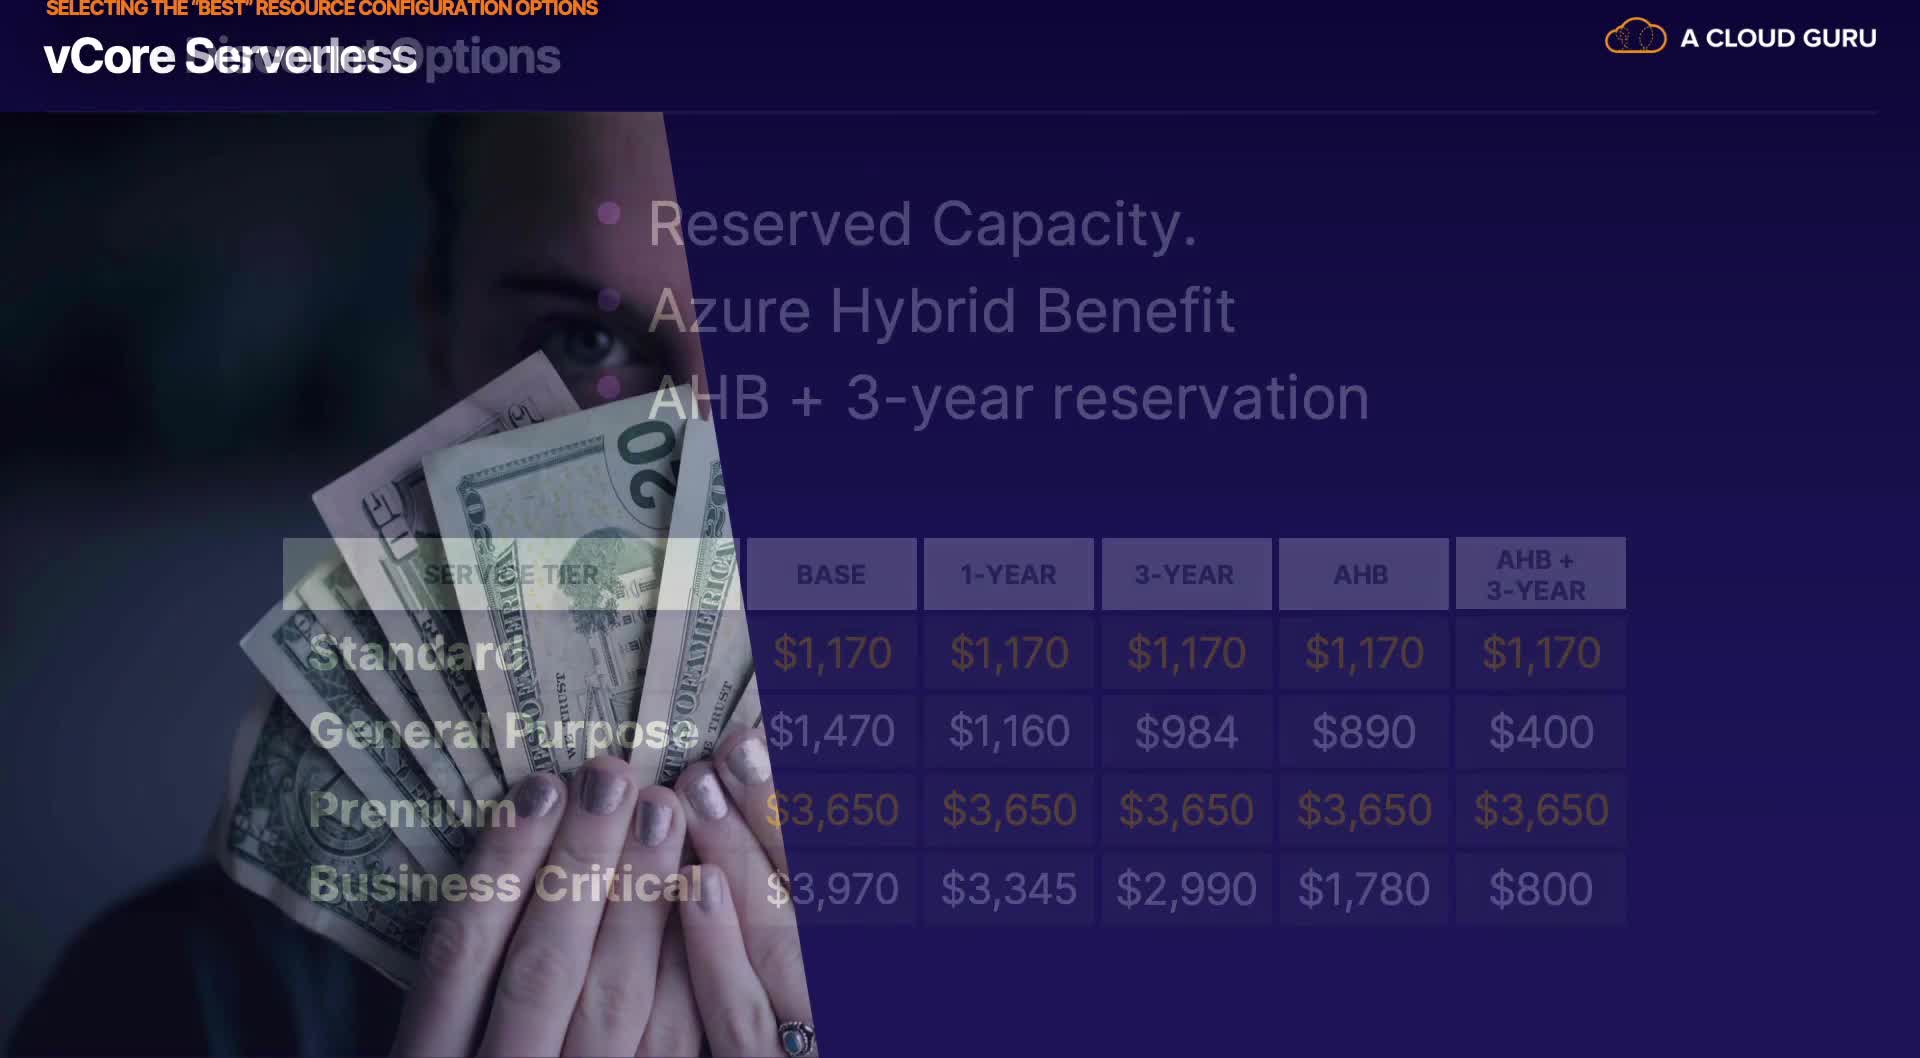 SELECTING THE “BEST” RESOURCE CONFIGURATION OPTIONS
vCore Serverless
Options
A CLOUD GURU
Reserved Capacity.
Azure Hybrid Benefit
AHB + 3-year reservation
SERVICE TIER BASE 1-YEAR 3-YEAR AHB AHB + 3-YEAR
Standard $1,170 $1,170 $1,170 $1,170 $1,170
General Purpose $1,470 $1,160 $984 $890 $400
Premium $3,650 $3,650 $3,650 $3,650 $3,650
Business Critical $3,970 $3,345 $2,990 $1,780 $800